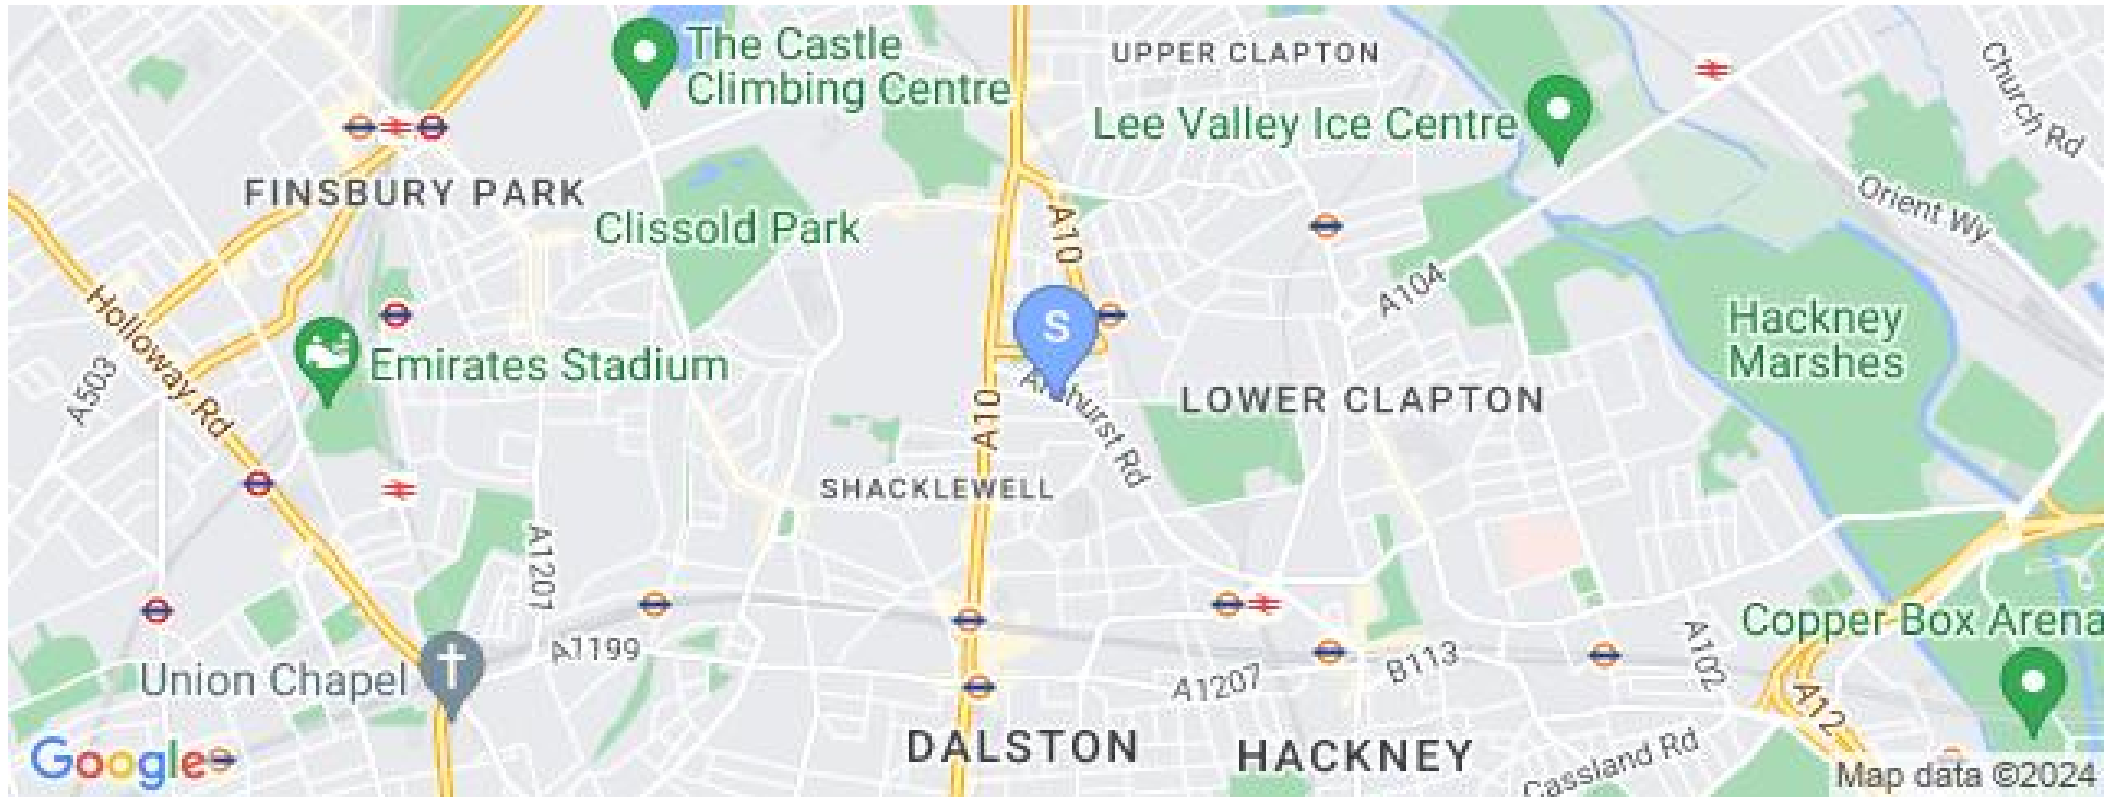 The Castle
Climbing Centre
UPPER CLAPTON
Church Rd
Lee Valley Ice Centre
FINSBURY PARK
Orient Wy
Clissold Park
A10
A104
Holloway Rd
S
Hackney
Marshes
Emirates Stadium
A503
LOWER CLAPTON
A10
SHACKLEWELL
A1201
Copper Box Arena
A1199
A102
B113
Union Chapel
A1207
A12
DALSTON
HACKNEY
Cassland Rd
Google
Map data ©2024